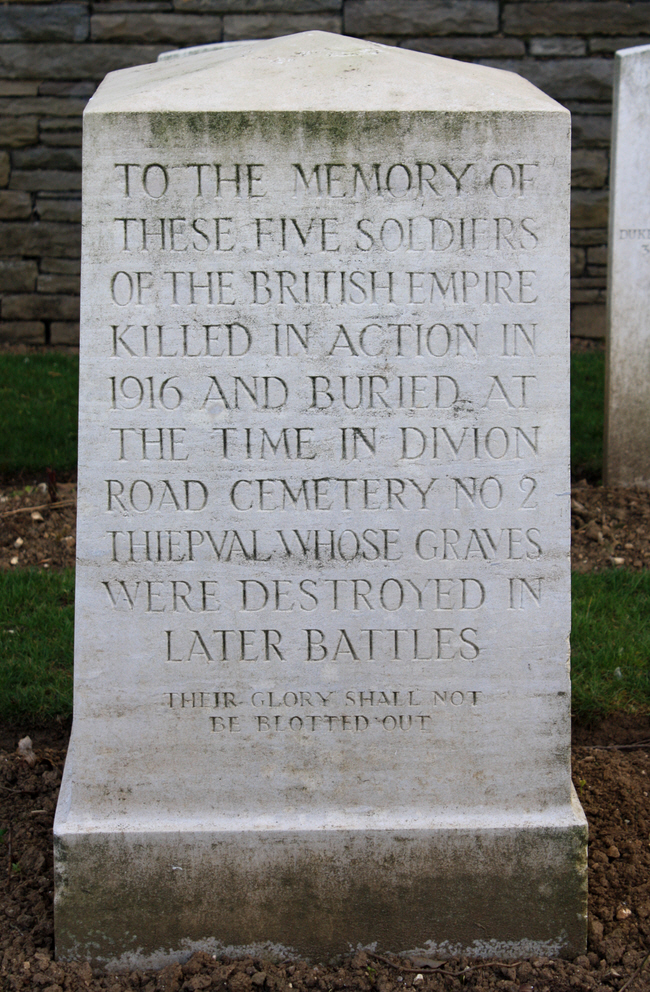 TO THE MEMORY OF
THESE FIVE SOLDIERS
OF THE BRITISH EMPIRE
KILLED IN ACTION IN
1916 AND BURIED AT
THE TIME IN DIVION
ROAD CEMETERY NO 2
THIEPVAL WHOSE GRAVES
WERE DESTROYED IN
LATER BATTLES
THEIR GLORY SHALL NOT
BE BLOTTED OUT